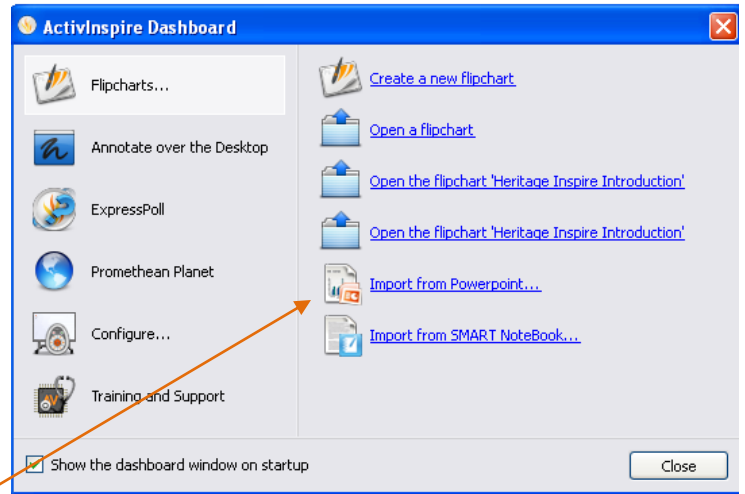 ActivInspire Dashboard
Flipcharts...
Annotate over the Desktop
ExpressPoll
Promethean Planet
Configure...
Training and Support
Create a new flipchart
Open a flipchart
Open the flipchart 'Heritage Inspire Introduction'
Open the flipchart 'Heritage Inspire Introduction'
Import from Powerpoint...
Import from SMART NoteBook...
Show the dashboard window on startup
Close